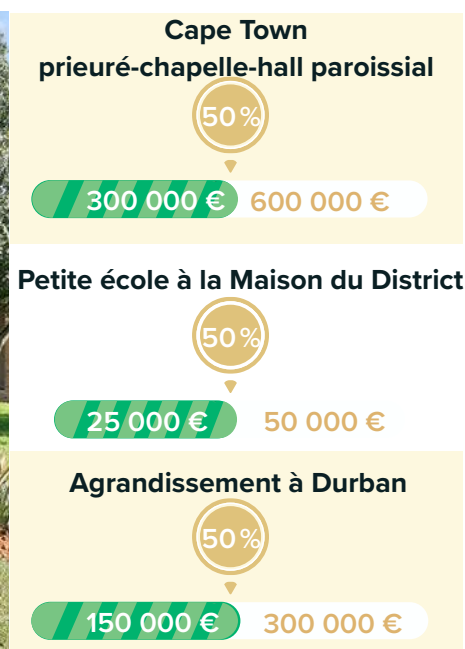 Cape Town
prieuré-chapelle-hall paroissial
50 %
300 000 € 600 000 €
Petite école à la Maison du District
50 %
25 000 € 50 000 €
Agrandissement à Durban
50 %
150 000 € 300 000 €